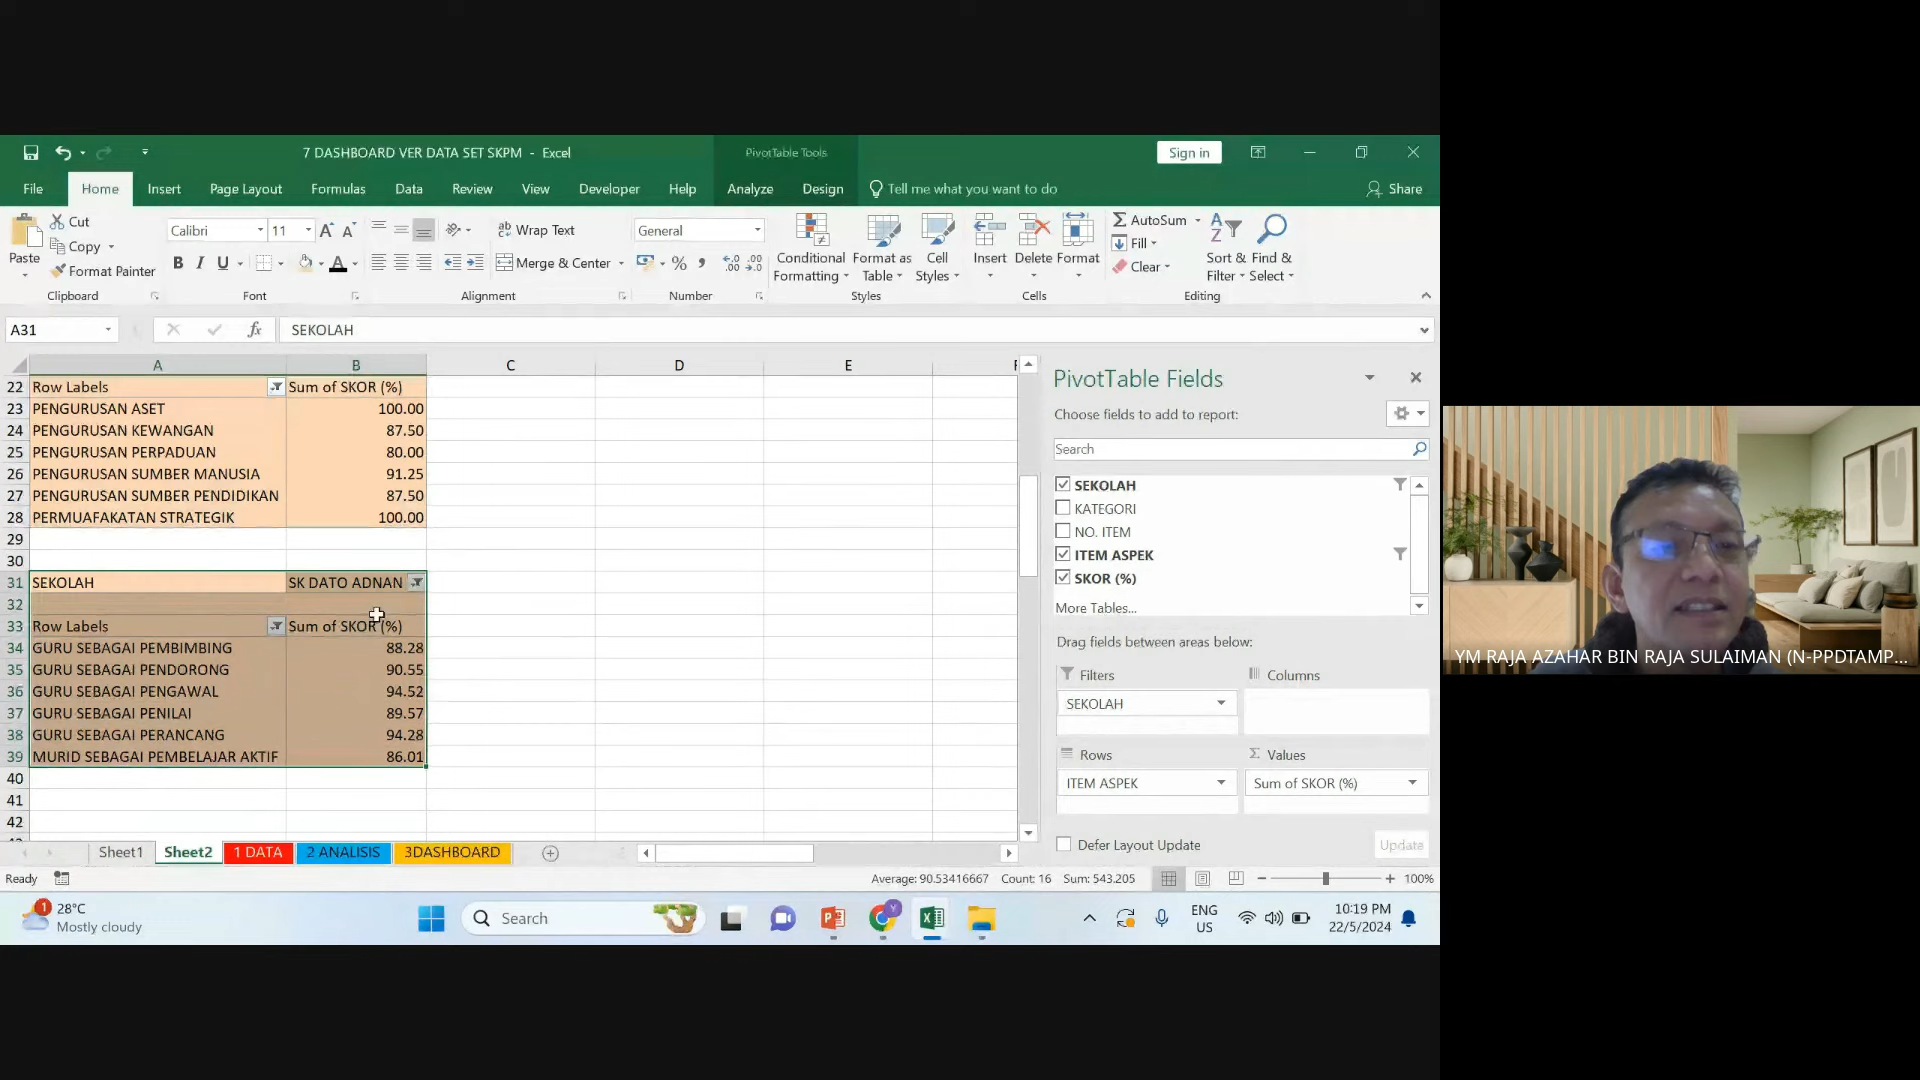 7 DASHBOARD VER DATA SET SKPM - Excel
PivotTable Tools
Sign in
File Home Insert Page Layout Formulas Data Review View Developer Help Analyze Design Tell me what you want to do Share
Paste
Cut
Copy
Format Painter
Clipboard
Calibri 11
B I U
Font
Wrap Text
Merge & Center
Alignment
General
Number
Conditional Formatting
Format as Table
Cell Styles
Styles
Insert Delete Format
Cells
AutoSum
Fill
Clear
Sort & Filter
Find & Select
Editing
A31 fx SEKOLAH
A B C D E
22 Row Labels Sum of SKOR (%)
23 PENGURUSAN ASET 100.00
24 PENGURUSAN KEWANGAN 87.50
25 PENGURUSAN PERPADUAN 80.00
26 PENGURUSAN SUMBER MANUSIA 91.25
27 PENGURUSAN SUMBER PENDIDIKAN 87.50
28 PERMUAFAKATAN STRATEGIK 100.00
29
30
31 SEKOLAH SK DATO ADNAN
32
33 Row Labels Sum of SKOR (%)
34 GURU SEBAGAI PEMBIMBING 88.28
35 GURU SEBAGAI PENDORONG 90.55
36 GURU SEBAGAI PENGAWAL 94.52
37 GURU SEBAGAI PENILAI 89.57
38 GURU SEBAGAI PERANCANG 94.28
39 MURID SEBAGAI PEMBELAJAR AKTIF 86.01
40
41
42
PivotTable Fields
Choose fields to add to report:
Search
SEKOLAH
KATEGORI
NO. ITEM
ITEM ASPEK
SKOR (%)
More Tables...
Drag fields between areas below:
Filters Columns
SEKOLAH
Rows Σ Values
ITEM ASPEK Sum of SKOR (%)
Defer Layout Update Update
Sheet1 Sheet2 1 DATA 2 ANALISIS 3DASHBOARD
Ready Average: 90.53416667 Count: 16 Sum: 543.205 100%
1 28°C
Mostly cloudy
Search
ENG
US
10:19 PM
22/5/2024
YM RAJA AZAHAR BIN RAJA SULAIMAN (N-PPDTAMP...